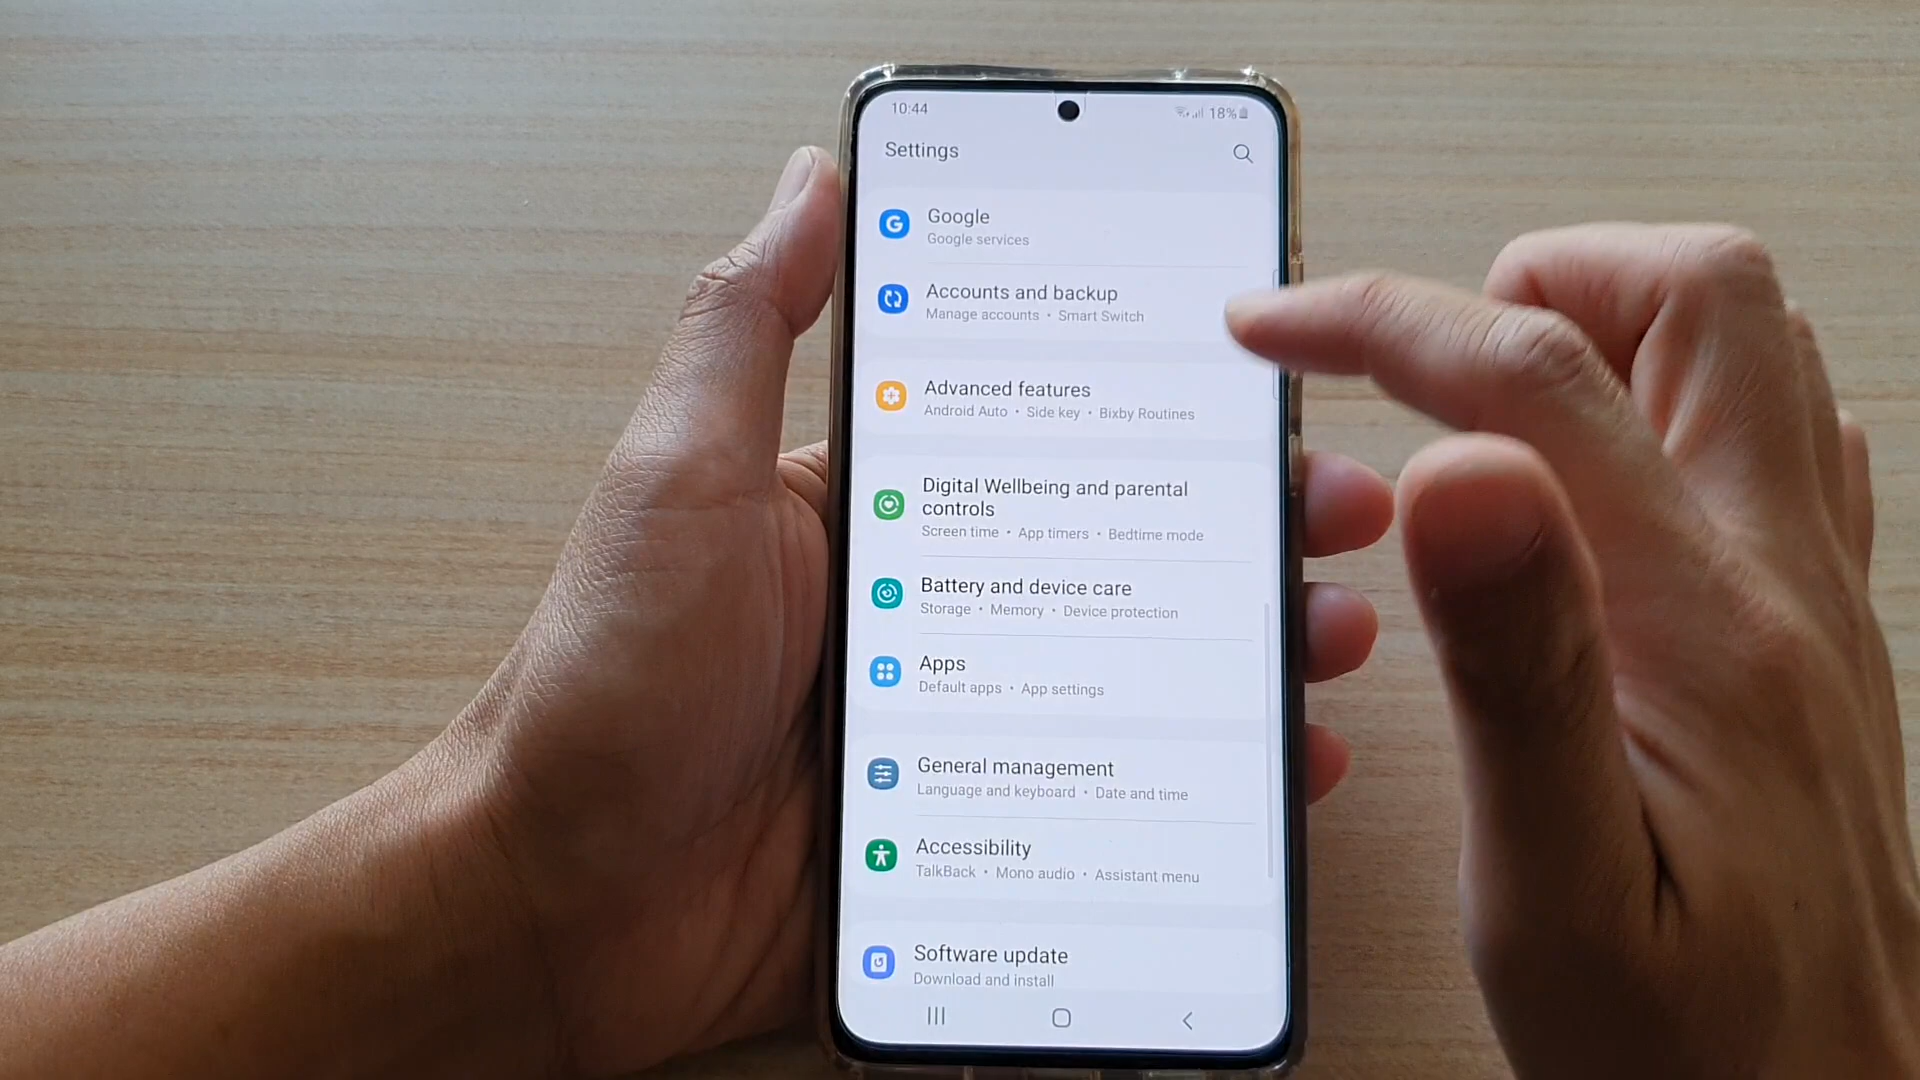 10:44
18%
Settings
G
Google
Google services
Accounts and backup
Manage accounts • Smart Switch
Advanced features
Android Auto • Side key • Bixby Routines
Digital Wellbeing and parental
controls
Screen time • App timers • Bedtime mode
Battery and device care
Storage • Memory • Device protection
Apps
Default apps • App settings
General management
Language and keyboard • Date and time
Accessibility
TalkBack • Mono audio • Assistant menu
Software update
Download and install